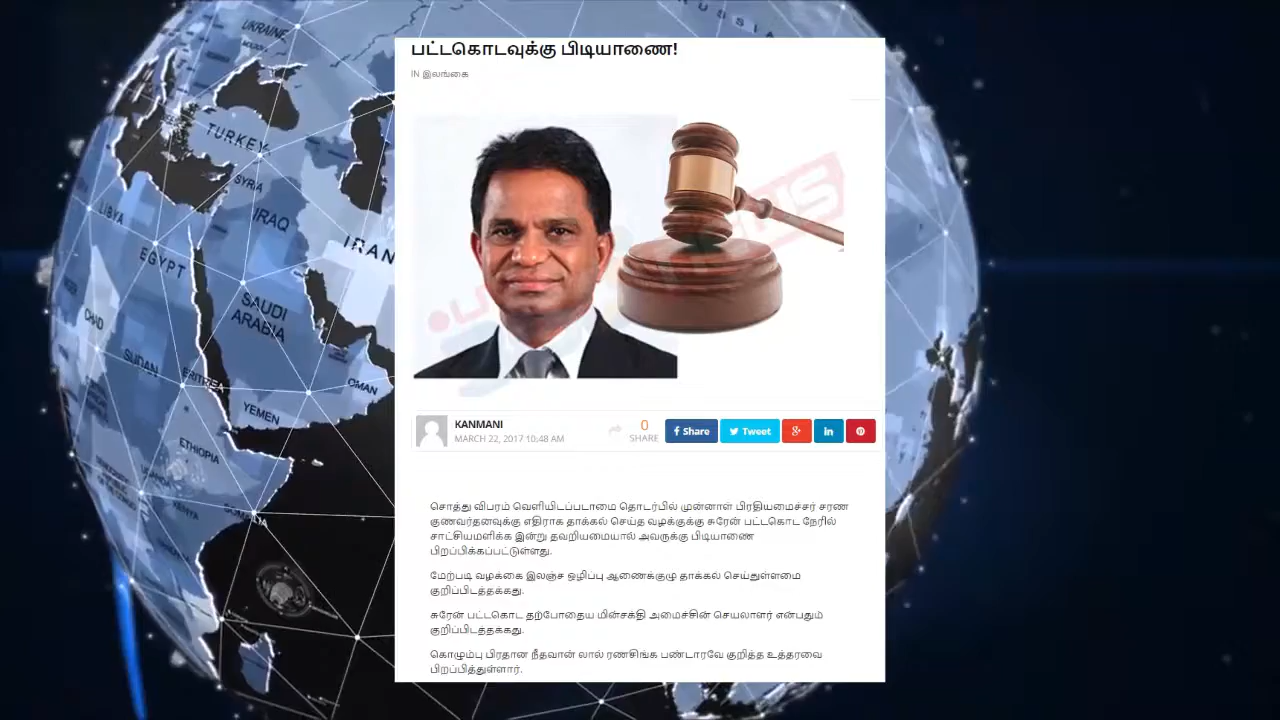 UKRAINE
RUSSIA
TURKEY
SYRIA
LIBYA
IRAQ
IRAN
EGYPT
SAUDI
ARABIA
CHAD
SUDAN
ERITREA
OMAN
YEMEN
ETHIOPIA
UGANDA
KENYA
SOMALIA
பட்டகொடவுக்கு பிடியாணை!
IN இலங்கை
KANMANI
MARCH 22, 2017 10:48 AM
0
SHARE
Share
Tweet
சொத்து விபரம் வெளியிடப்படாமை தொடர்பில் முன்னாள் பிரதியமைச்சர் சரண
குணவர்தனவுக்கு எதிராக தாக்கல் செய்த வழக்குக்கு சுரேன் பட்டகொட நேரில்
சாட்சியமளிக்க இன்று தவறியமையால் அவருக்கு பிடியாணை
பிறப்பிக்கப்பட்டுள்ளது.
மேற்படி வழக்கை இலஞ்ச ஒழிப்பு ஆணைக்குழு தாக்கல் செய்துள்ளமை
குறிப்பிடத்தக்கது.
சுரேன் பட்டகொட தற்போதைய மின்சக்தி அமைச்சின் செயலாளர் என்பதும்
குறிப்பிடத்தக்கது.
கொழும்பு பிரதான நீதவான் லால் ரணசிங்க பண்டாரவே குறித்த உத்தரவை
பிறப்பித்துள்ளார்.